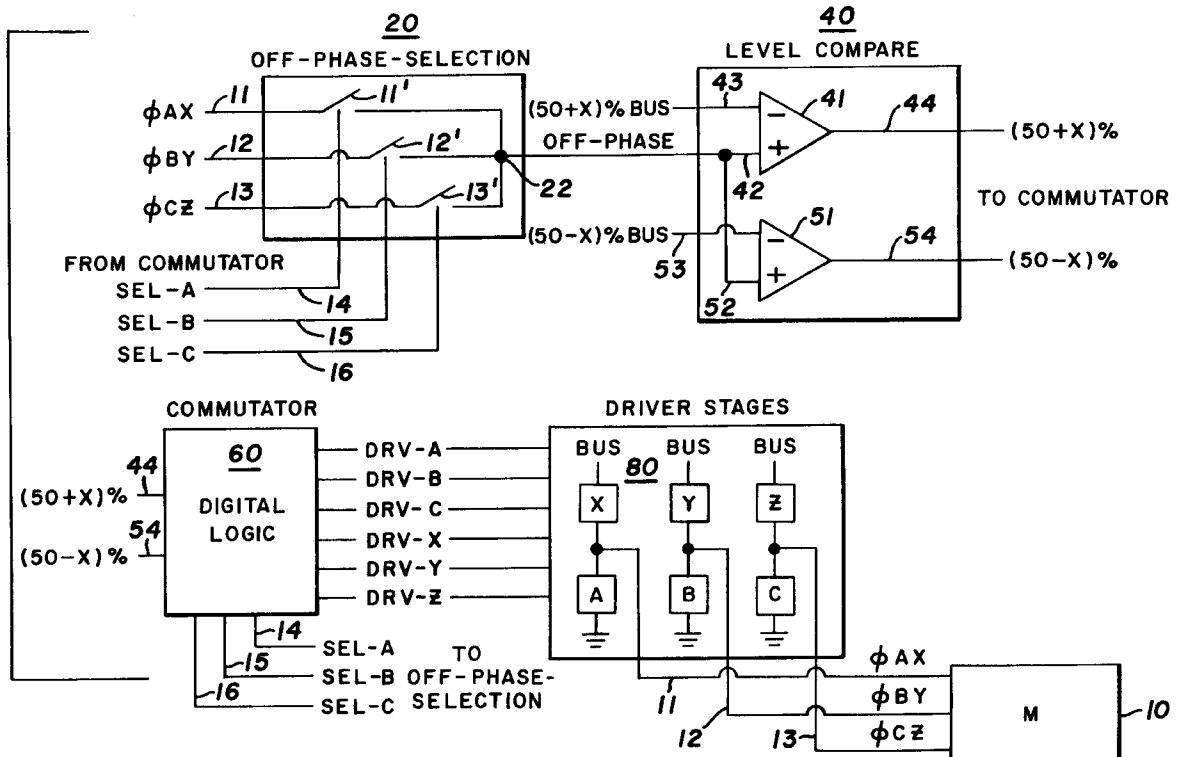 20
OFF-PHASE-SELECTION
ϕAX 11 11'
ϕBY 12 12'
ϕCZ 13 13'
22
FROM COMMUTATOR
SEL-A 14
SEL-B 15
SEL-C 16
40
LEVEL COMPARE
(50+X)% BUS 43 41 44 (50+X)%
OFF-PHASE 42
− +
TO COMMUTATOR
(50−X)% BUS 53 51 54 (50−X)%
52
− +
COMMUTATOR
60
DIGITAL
LOGIC
44
(50+X)%
54
(50−X)%
DRV-A
DRV-B
DRV-C
DRV-X
DRV-Y
DRV-Z
14 SEL-A
15 SEL-B
16 SEL-C
TO
OFF-PHASE-
SELECTION
DRIVER STAGES
BUS BUS BUS
80
X Y Z
A B C
11 ϕAX
12 ϕBY
13 ϕCZ
M
10